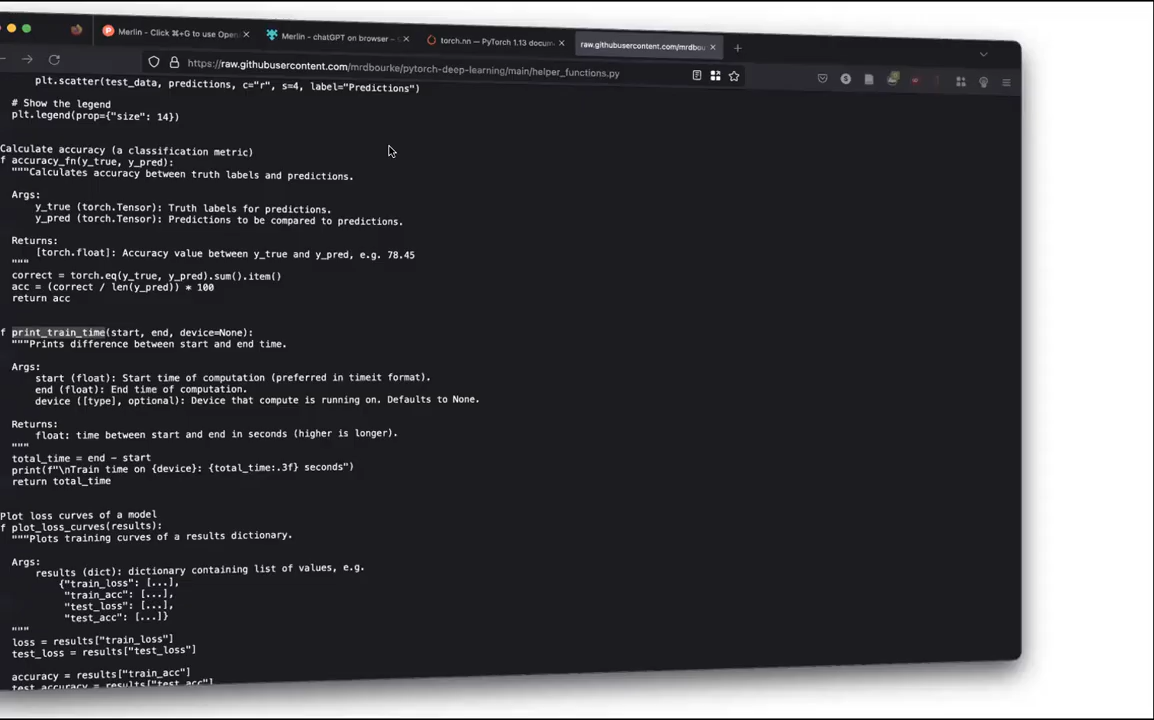 Merlin - Click ⌘+G to use Open
Merlin - chatGPT on browser -
torch.nn — PyTorch 1.13 docum
raw.githubusercontent.com/mrdbou
https://raw.githubusercontent.com/mrdbourke/pytorch-deep-learning/main/helper_functions.py
plt.scatter(test_data, predictions, c="r", s=4, label="Predictions")
# Show the legend
plt.legend(prop={"size": 14})
Calculate accuracy (a classification metric)
f accuracy_fn(y_true, y_pred):
"""Calculates accuracy between truth labels and predictions.
Args:
y_true (torch.Tensor): Truth labels for predictions.
y_pred (torch.Tensor): Predictions to be compared to predictions.
Returns:
[torch.float]: Accuracy value between y_true and y_pred, e.g. 78.45
"""
correct = torch.eq(y_true, y_pred).sum().item()
acc = (correct / len(y_pred)) * 100
return acc
f print_train_time(start, end, device=None):
"""Prints difference between start and end time.
Args:
start (float): Start time of computation (preferred in timeit format).
end (float): End time of computation.
device ([type], optional): Device that compute is running on. Defaults to None.
Returns:
float: time between start and end in seconds (higher is longer).
"""
total_time = end - start
print(f"\nTrain time on {device}: {total_time:.3f} seconds")
return total_time
Plot loss curves of a model
f plot_loss_curves(results):
"""Plots training curves of a results dictionary.
Args:
results (dict): dictionary containing list of values, e.g.
{"train_loss": [...],
"train_acc": [...],
"test_loss": [...],
"test_acc": [...]}
"""
loss = results["train_loss"]
test_loss = results["test_loss"]
accuracy = results["train_acc"]
test_accuracy = results["test_acc"]